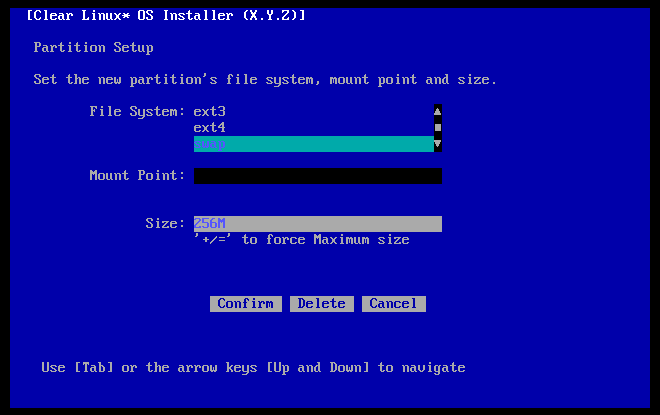 [Clear Linux* OS Installer (X.Y.Z)]
Partition Setup
Set the new partition's file system, mount point and size.
File System: ext3
ext4
swap
Mount Point:
Size: 256M
'+/=' to force Maximum size
Confirm Delete Cancel
Use [Tab] or the arrow keys [Up and Down] to navigate